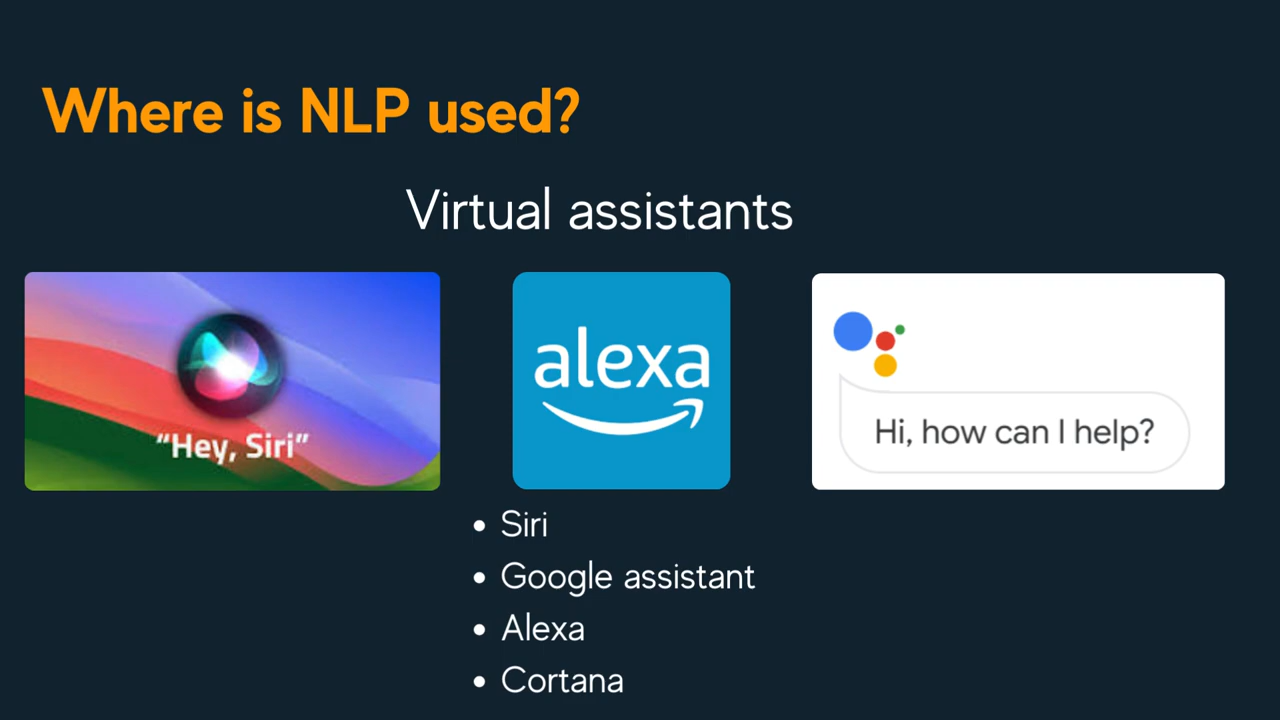 Where is NLP used?
Virtual assistants
“Hey, Siri”
alexa
Hi, how can I help?
• Siri
• Google assistant
• Alexa
• Cortana